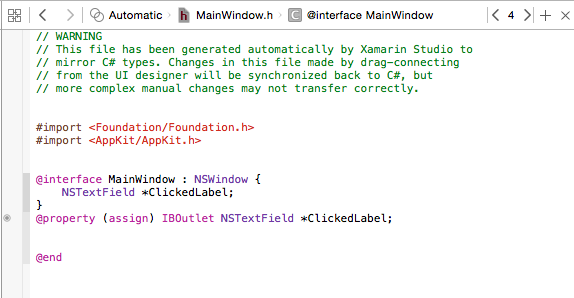 Automatic MainWindow.h C @interface MainWindow 4
// WARNING
// This file has been generated automatically by Xamarin Studio to
// mirror C# types. Changes in this file made by drag-connecting
// from the UI designer will be synchronized back to C#, but
// more complex manual changes may not transfer correctly.
#import <Foundation/Foundation.h>
#import <AppKit/AppKit.h>
@interface MainWindow : NSWindow {
NSTextField *ClickedLabel;
}
@property (assign) IBOutlet NSTextField *ClickedLabel;
@end